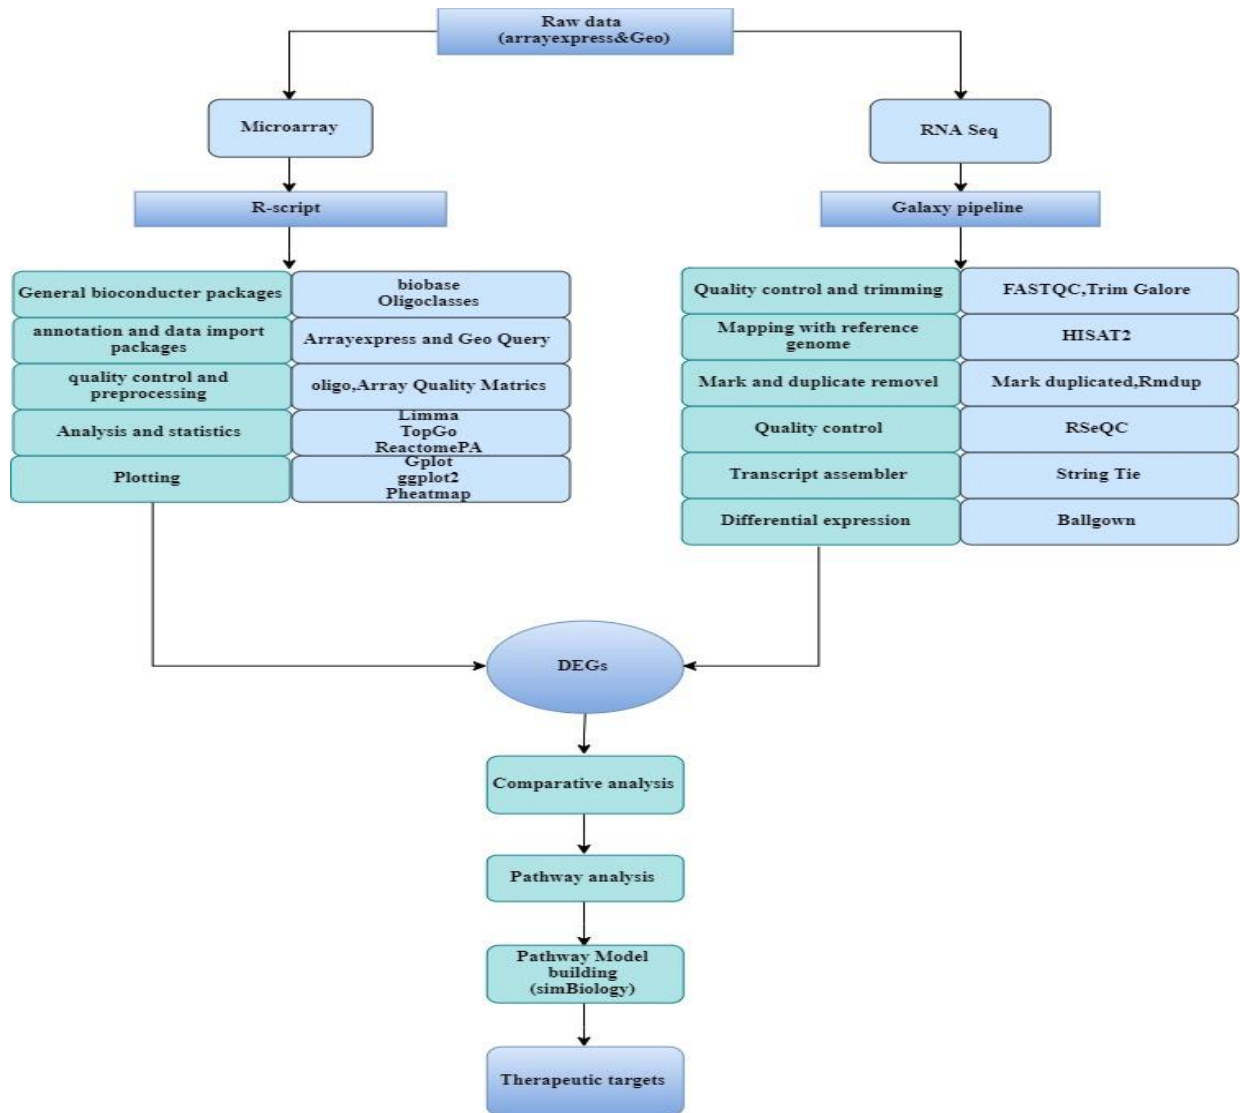 Raw data
(arrayexpress&Geo)
Microarray
RNA Seq
R-script
Galaxy pipeline
General bioconducter packages
biobase
Oligoclasses
annotation and data import
packages
Arrayexpress and Geo Query
quality control and
preprocessing
oligo,Array Quality Matrics
Analysis and statistics
Limma
TopGo
ReactomePA
Plotting
Gplot
ggplot2
Pheatmap
Quality control and trimming
FASTQC,Trim Galore
Mapping with reference
genome
HISAT2
Mark and duplicate removel
Mark duplicated,Rmdup
Quality control
RSeQC
Transcript assembler
String Tie
Differential expression
Ballgown
DEGs
Comparative analysis
Pathway analysis
Pathway Model
building
(simBiology)
Therapeutic targets